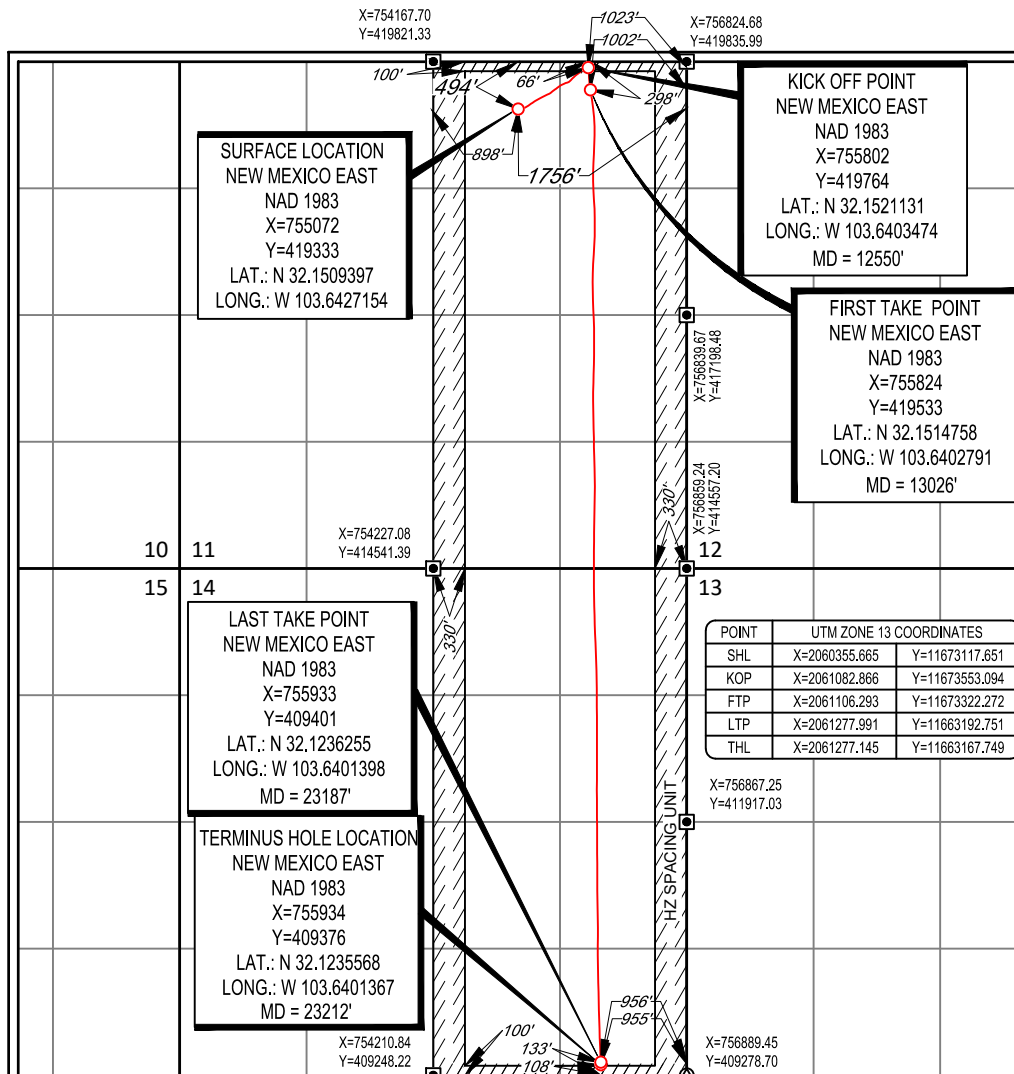 X=754167.70
Y=419821.33
1023'
1002'
X=756824.68
Y=419835.99
100'
494'
66'
298'
898'
1756'
KICK OFF POINT
NEW MEXICO EAST
NAD 1983
X=755802
Y=419764
LAT.: N 32.1521131
LONG.: W 103.6403474
MD = 12550'
SURFACE LOCATION
NEW MEXICO EAST
NAD 1983
X=755072
Y=419333
LAT.: N 32.1509397
LONG.: W 103.6427154
FIRST TAKE POINT
NEW MEXICO EAST
NAD 1983
X=755824
Y=419533
LAT.: N 32.1514758
LONG.: W 103.6402791
MD = 13026'
X=756839.67
Y=417198.48
X=756859.24
Y=414557.20
330'
X=754227.08
Y=414541.39
10 11
12
15 14
13
330'
LAST TAKE POINT
NEW MEXICO EAST
NAD 1983
X=755933
Y=409401
LAT.: N 32.1236255
LONG.: W 103.6401398
MD = 23187'
POINT UTM ZONE 13 COORDINATES
SHL X=2060355.665 Y=11673117.651
KOP X=2061082.866 Y=11673553.094
FTP X=2061106.293 Y=11673322.272
LTP X=2061277.991 Y=11663192.751
THL X=2061277.145 Y=11663167.749
X=756867.25
Y=411917.03
HZ SPACING UNIT
TERMINUS HOLE LOCATION
NEW MEXICO EAST
NAD 1983
X=755934
Y=409376
LAT.: N 32.1235568
LONG.: W 103.6401367
MD = 23212'
X=754210.84
Y=409248.22
100'
133'
108'
956'
955'
X=756889.45
Y=409278.70